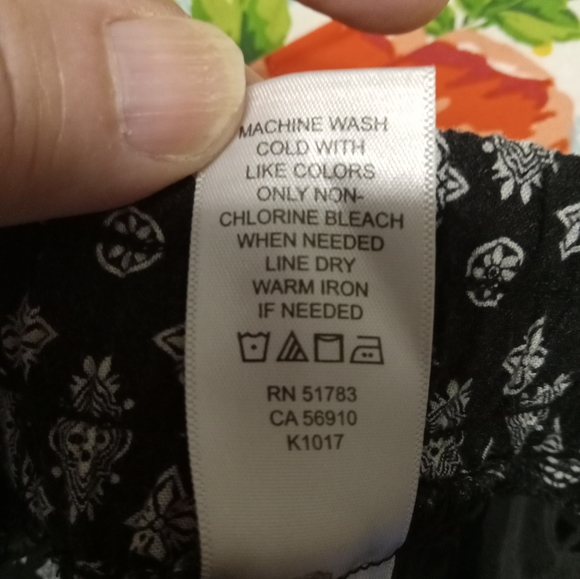 MACHINE WASH
COLD WITH
LIKE COLORS
ONLY NON-
CHLORINE BLEACH
WHEN NEEDED
LINE DRY
WARM IRON
IF NEEDED
RN 51783
CA 56910
K1017